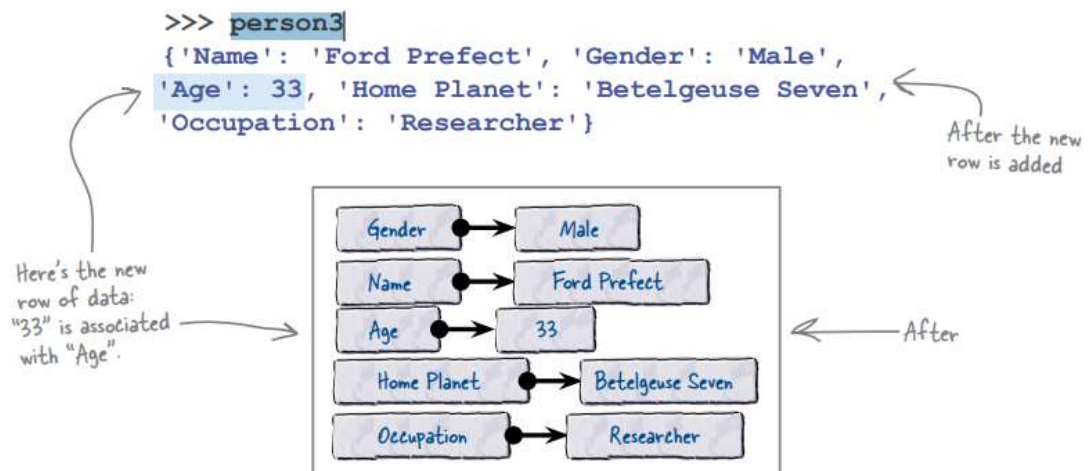 >>> person3
{'Name': 'Ford Prefect', 'Gender': 'Male',
'Age': 33, 'Home Planet': 'Betelgeuse Seven',
'Occupation': 'Researcher'}
After the new
row is added
Here's the new
row of data:
"33" is associated
with "Age".
Gender Male
Name Ford Prefect
Age 33
Home Planet Betelgeuse Seven
Occupation Researcher
After